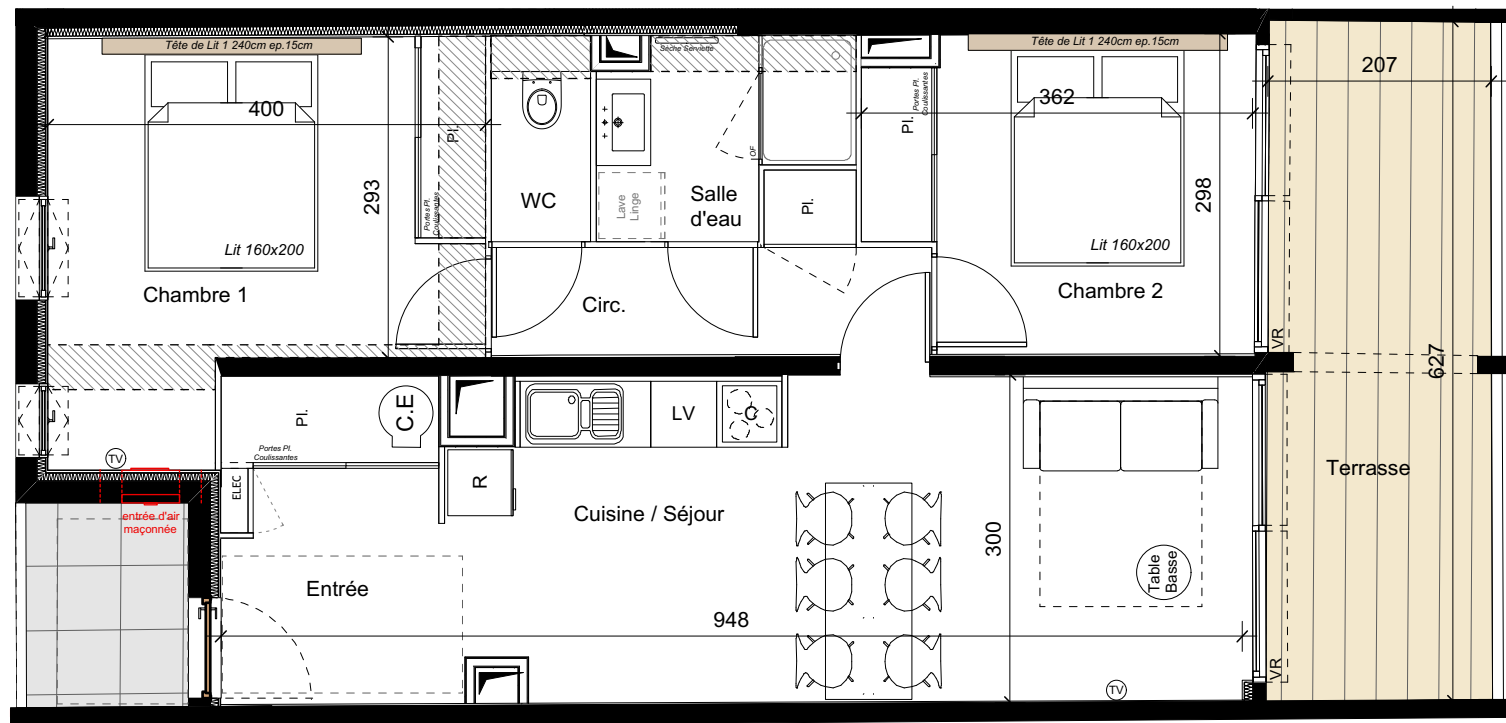 Tête de Lit 1 240cm ep.15cm
Sèche Serviette
Tête de Lit 1 240cm ep.15cm
207
400
362
Pl.
Portes Pl.
Coulissantes
Pl.
Portes Pl.
Coulissantes
OF
293
WC
Lave
Linge
Salle
d'eau
Pl.
298
Lit 160x200
Lit 160x200
Chambre 1
Circ.
Chambre 2
VR
627
Pl.
C.E
LV
C
Portes Pl.
Coulissantes
TV
ELEC
R
entrée d'air
maçonnée
Cuisine / Séjour
300
Terrasse
Table
Basse
Entrée
948
VR
TV